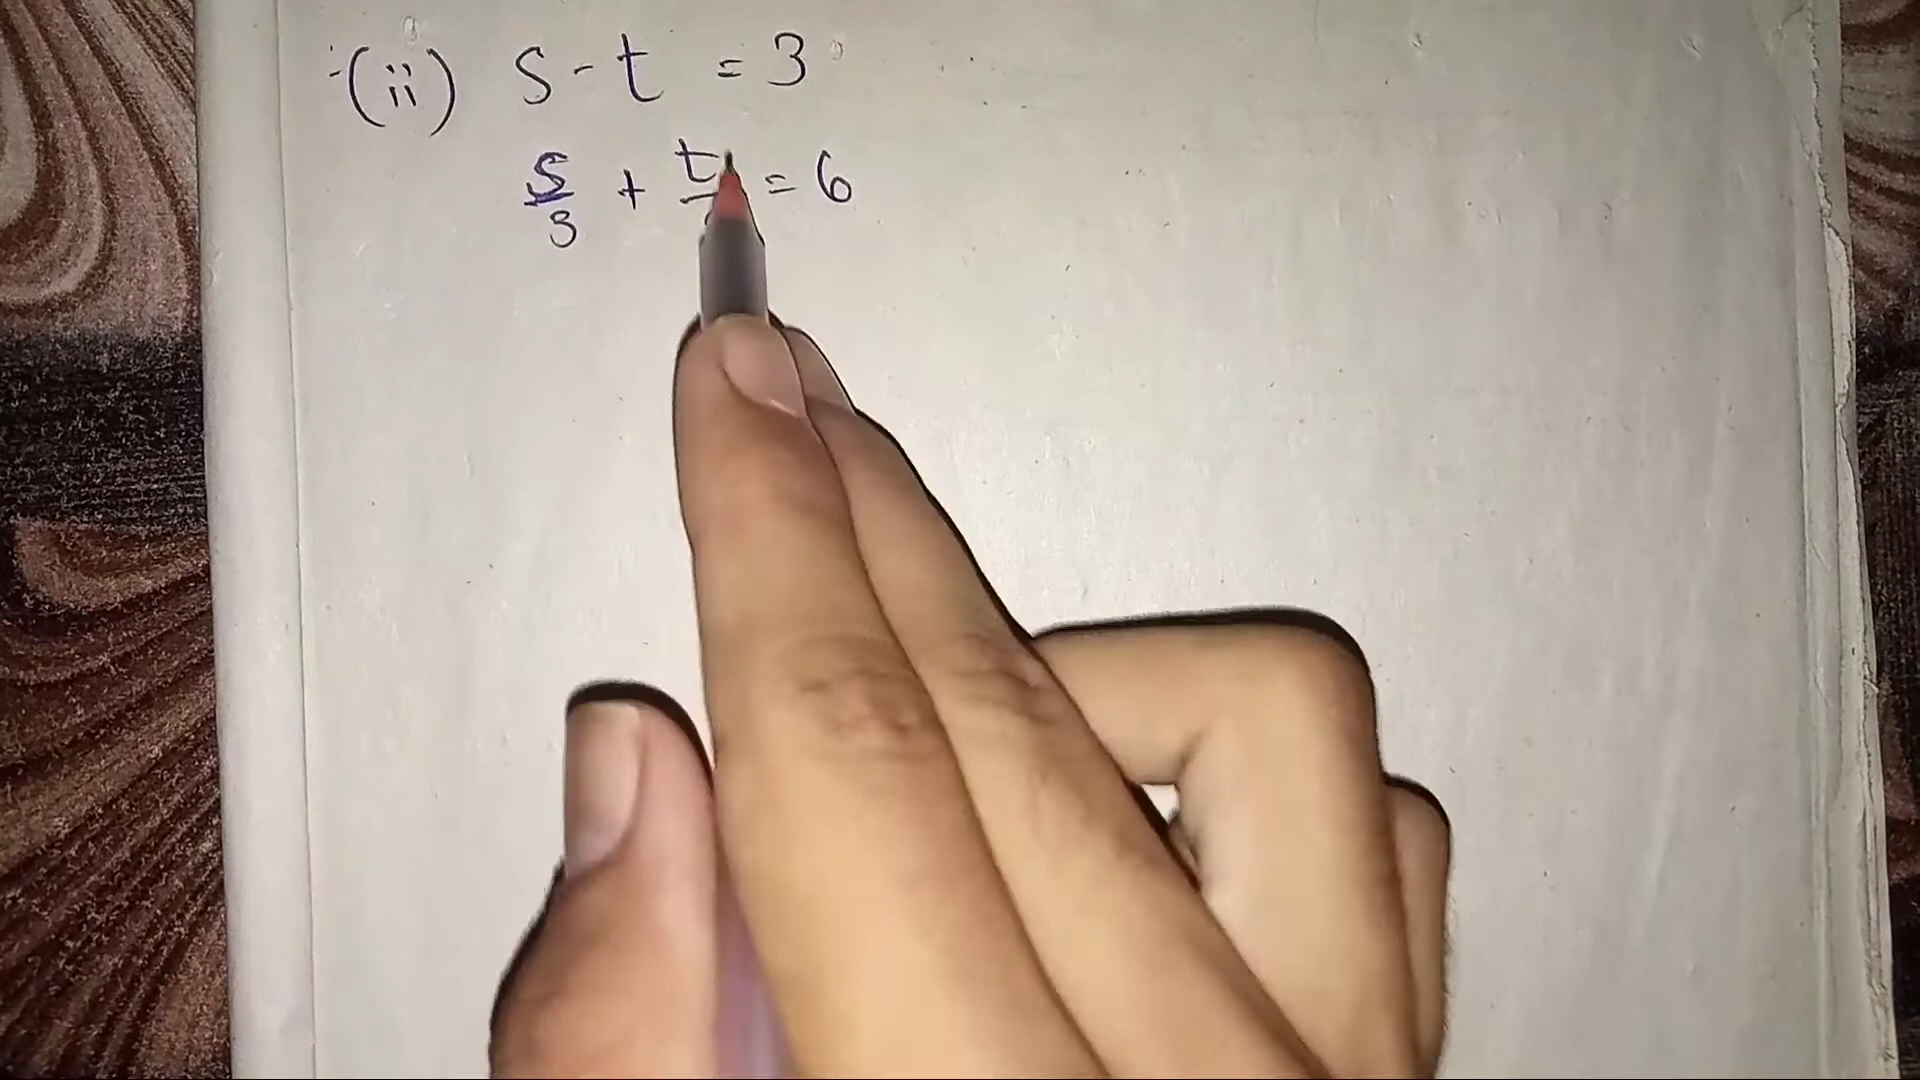 (ii) s - t = 3
s/3 + t/ = 6